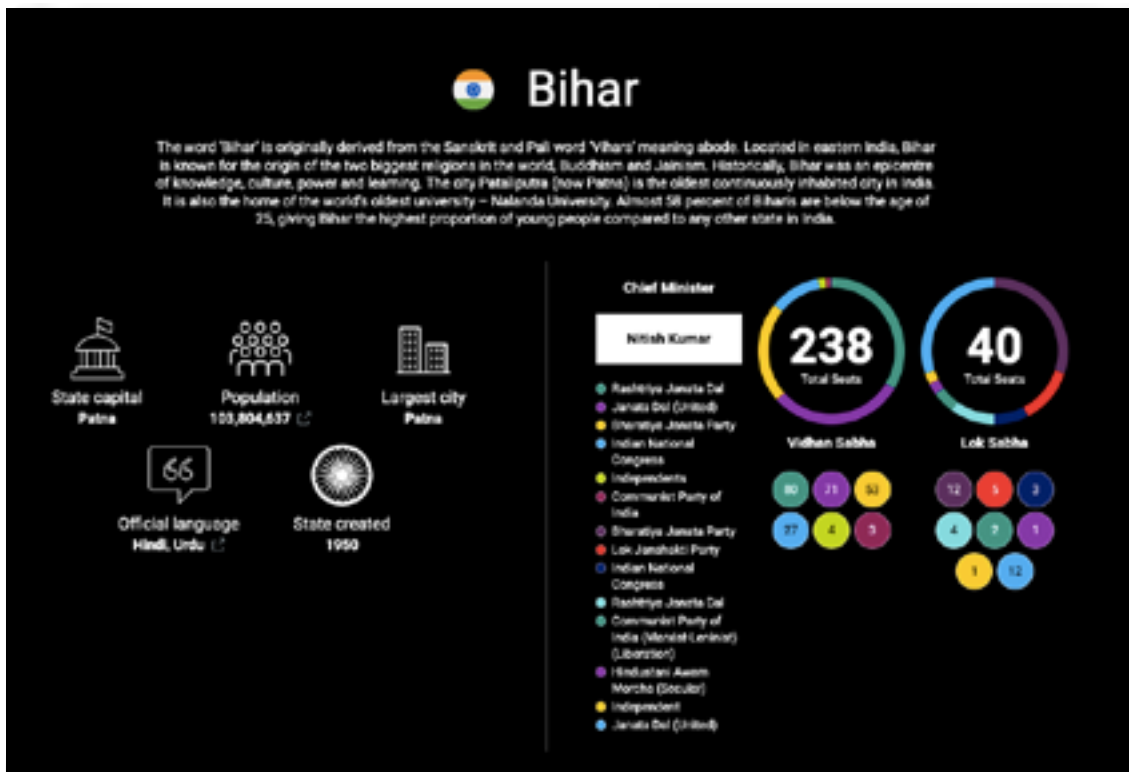 Bihar
The word 'Bihar' is originally derived from the Sanskrit and Pali word 'Vihara' meaning abode. Located in eastern India, Bihar
is known for the origin of the two biggest religions in the world, Buddhism and Jainism. Historically, Bihar was an epicentre
of knowledge, culture, power and learning. The city Pataliputra (now Patna) is the oldest continuously inhabited city in India.
It is also the home of the world's oldest university – Nalanda University. Almost 58 percent of Biharis are below the age of
25, giving Bihar the highest proportion of young people compared to any other state in India.
State capital
Patna
Population
103,804,637
Largest city
Patna
Official language
Hindi, Urdu
State created
1950
Chief Minister
Nitish Kumar
Rashtriya Janata Dal
Janata Dal (United)
Bharatiya Janata Party
Indian National
Congress
Independents
Communist Party of
India
Bharatiya Janata Party
Lok Janshakti Party
Indian National
Congress
Rashtriya Janata Dal
Communist Party of
India (Marxist-Leninist)
(Liberation)
Hindustani Awam
Morcha (Secular)
Independent
Janata Dal (United)
238
Total Seats
Vidhan Sabha
80 71 53
27 4 3
40
Total Seats
Lok Sabha
12 5
4 2 1
1 12